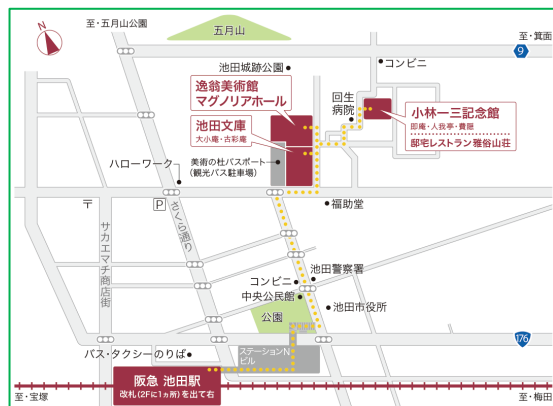 N
至・五月山公園
五月山
至・箕面
9
池田城跡公園
コンビニ
逸翁美術館
マグノリアホール
回生
病院
小林一三記念館
即庵・人我亭・費隠
邸宅レストラン雅俗山荘
池田文庫
大小庵・古彩庵
ハローワーク
美術の杜バスポート
(観光バス駐車場)
〒
P
福助堂
さくら通り
サカエマチ商店街
池田警察署
コンビニ
中央公民館
公園
池田市役所
176
バス・タクシーのりば
ステーションN
ビル
阪急 池田駅
改札(2Fに1ヵ所)を出て右
至・宝塚
至・梅田